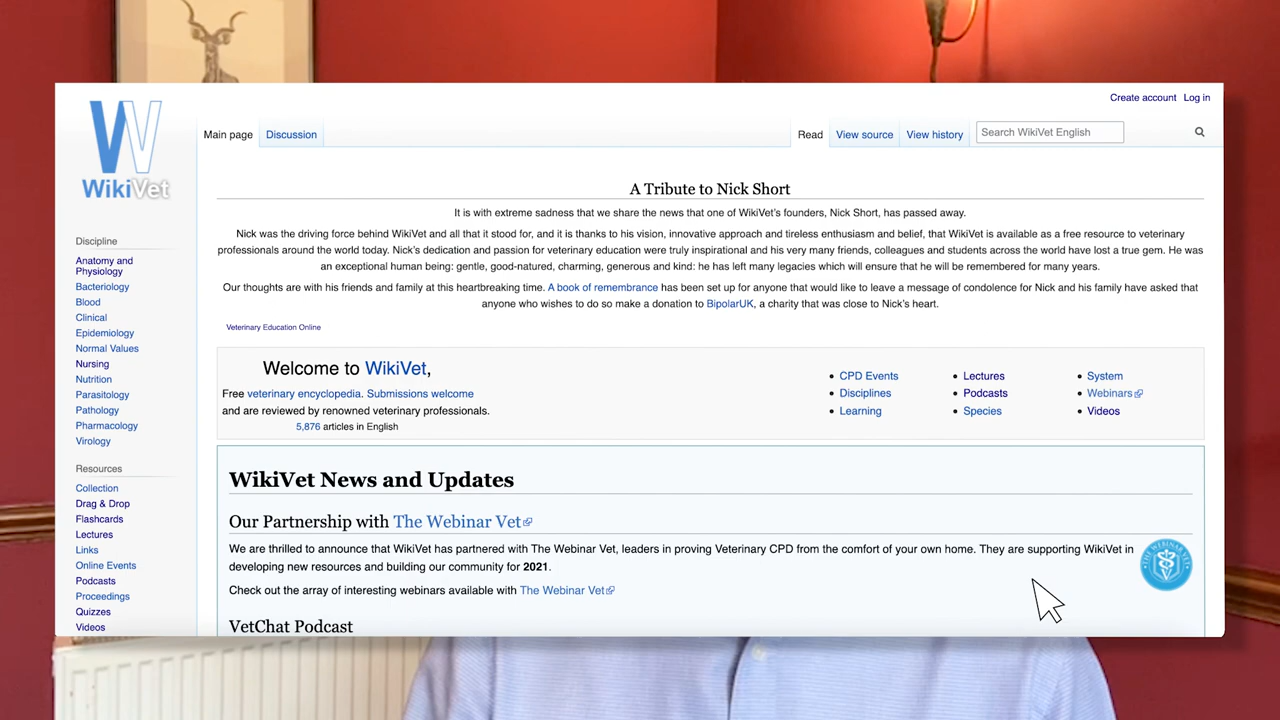 Create account Log in
Main page Discussion Read View source View history Search WikiVet English
W
WikiVet
A Tribute to Nick Short
It is with extreme sadness that we share the news that one of WikiVet's founders, Nick Short, has passed away.
Nick was the driving force behind WikiVet and all that it stood for, and it is thanks to his vision, innovative approach and tireless enthusiasm and belief, that WikiVet is available as a free resource to veterinary
professionals around the world today. Nick's dedication and passion for veterinary education were truly inspirational and his very many friends, colleagues and students across the world have lost a true gem. He was
an exceptional human being: gentle, good-natured, charming, generous and kind: he has left many legacies which will ensure that he will be remembered for many years.
Our thoughts are with his friends and family at this heartbreaking time. A book of remembrance has been set up for anyone that would like to leave a message of condolence for Nick and his family have asked that
anyone who wishes to do so make a donation to BipolarUK, a charity that was close to Nick's heart.
Veterinary Education Online
Discipline
Anatomy and
Physiology
Bacteriology
Blood
Clinical
Epidemiology
Normal Values
Nursing
Nutrition
Parasitology
Pathology
Pharmacology
Virology
Resources
Collection
Drag & Drop
Flashcards
Lectures
Links
Online Events
Podcasts
Proceedings
Quizzes
Videos
Welcome to WikiVet,
Free veterinary encyclopedia. Submissions welcome
and are reviewed by renowned veterinary professionals.
5,876 articles in English
• CPD Events • Lectures • System
• Disciplines • Podcasts • Webinars
• Learning • Species • Videos
WikiVet News and Updates
Our Partnership with The Webinar Vet
We are thrilled to announce that WikiVet has partnered with The Webinar Vet, leaders in proving Veterinary CPD from the comfort of your own home. They are supporting WikiVet in
developing new resources and building our community for 2021.
THE WEBINAR VET
Check out the array of interesting webinars available with The Webinar Vet
VetChat Podcast